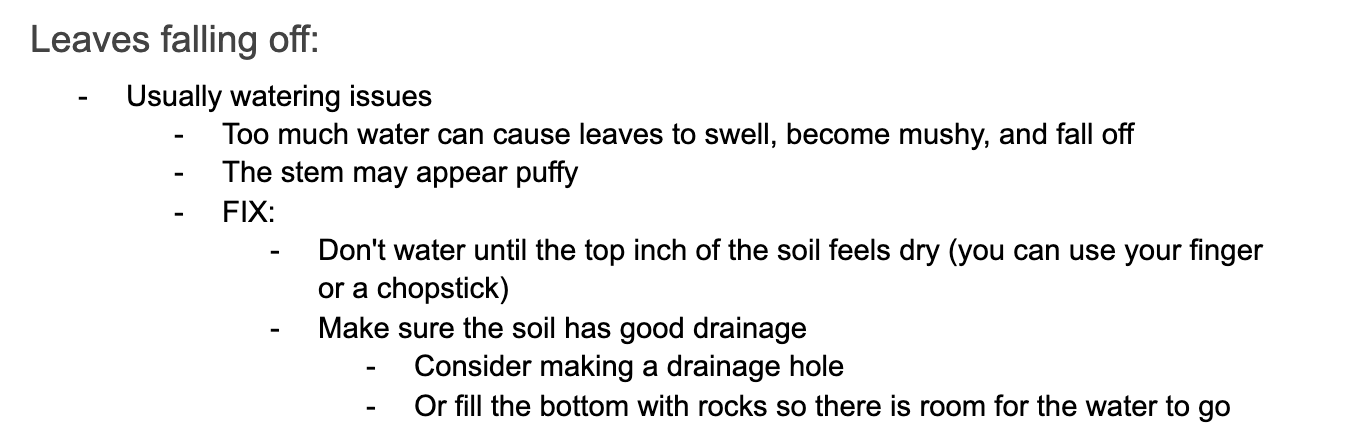 Leaves falling off:
- Usually watering issues
- Too much water can cause leaves to swell, become mushy, and fall off
- The stem may appear puffy
- FIX:
- Don't water until the top inch of the soil feels dry (you can use your finger
or a chopstick)
- Make sure the soil has good drainage
- Consider making a drainage hole
- Or fill the bottom with rocks so there is room for the water to go